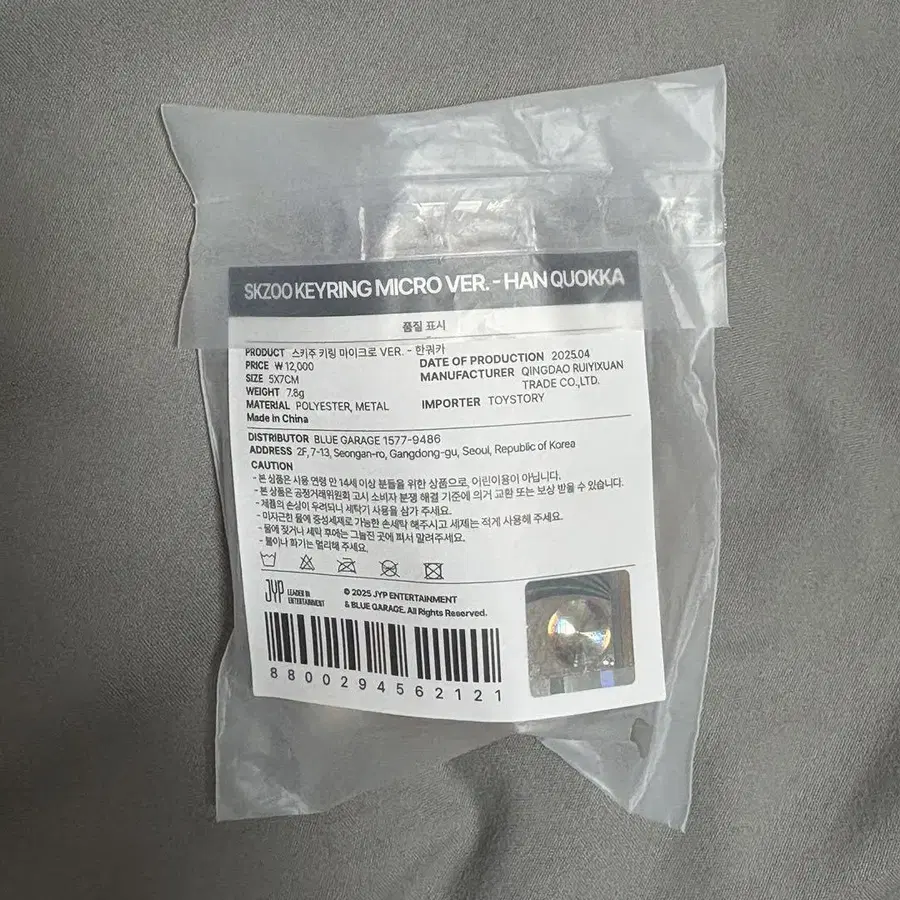 SKZOO KEYRING MICRO VER. - HAN QUOKKA
품질 표시
PRODUCT 스키주 키링 마이크로 VER. - 한쿼카
PRICE ₩12,000
SIZE 5X7CM
WEIGHT 7.8g
MATERIAL POLYESTER, METAL
Made in China
DATE OF PRODUCTION 2025.04
MANUFACTURER QINGDAO RUIYIXUAN
TRADE CO.,LTD.
IMPORTER TOYSTORY
DISTRIBUTOR BLUE GARAGE 1577-9486
ADDRESS 2F, 7-13, Seongan-ro, Gangdong-gu, Seoul, Republic of Korea
CAUTION
- 본 상품은 사용 연령 만 14세 이상 분들을 위한 상품으로, 어린이용이 아닙니다.
- 본 상품은 공정거래위원회 고시 소비자 분쟁 해결 기준에 의거 교환 또는 보상 받을 수 있습니다.
- 제품의 손상이 우려되니 세탁기 사용을 삼가 주세요.
- 미지근한 물에 중성세제로 가능한 손세탁 해주시고 세제는 적게 사용해 주세요.
- 물에 젖거나 세탁 후에는 그늘진 곳에 펴서 말려주세요.
- 불이나 화기는 멀리해 주세요.
JYP LEADER IN
ENTERTAINMENT
© 2025 JYP ENTERTAINMENT
& BLUE GARAGE. All Rights Reserved.
8800294562121